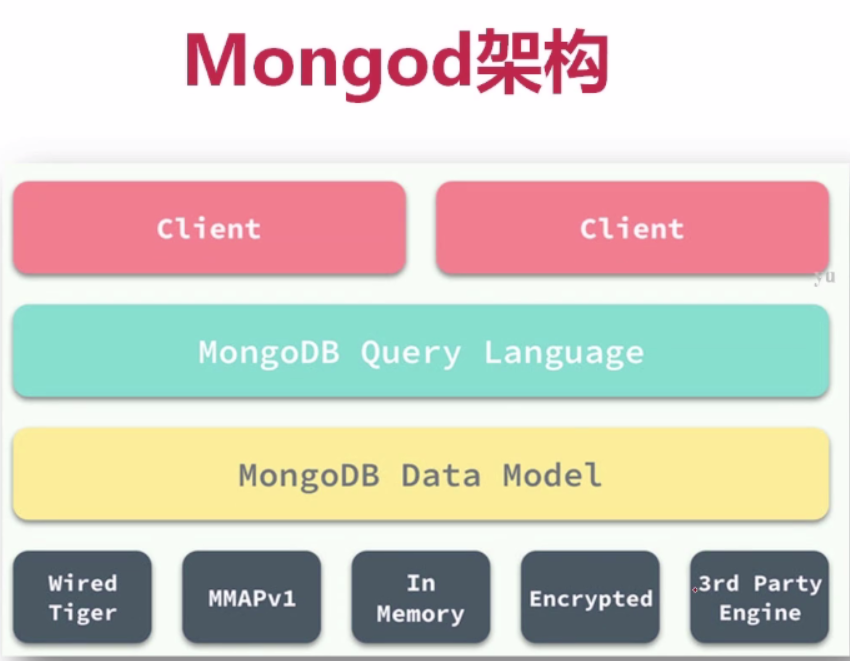 Mongod架构
Client
Client
yu
MongoDB Query Language
MongoDB Data Model
Wired
Tiger
MMAPv1
In
Memory
Encrypted
3rd Party
Engine